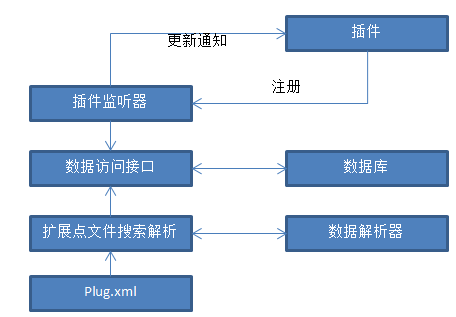 插件
更新通知
注册
插件监听器
数据访问接口
数据库
扩展点文件搜索解析
数据解析器
Plug.xml